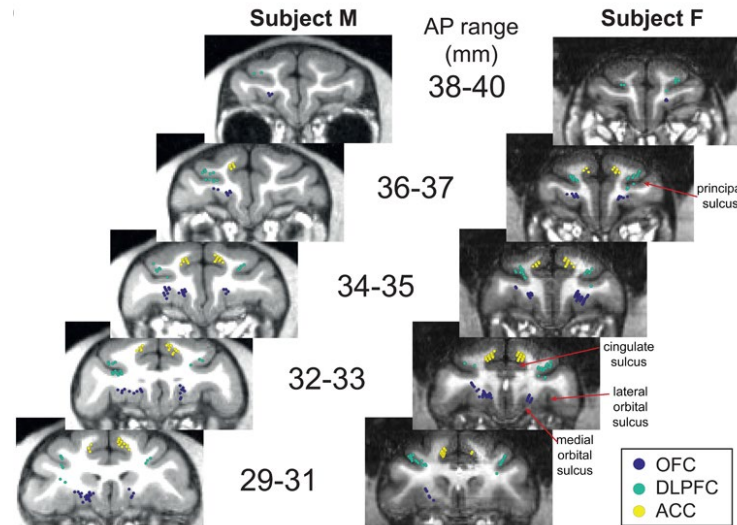 Subject M
AP range
(mm)
Subject F
38-40
36-37
principal
sulcus
34-35
cingulate
sulcus
32-33
lateral
orbital
sulcus
medial
orbital
sulcus
29-31
OFC
DLPFC
ACC